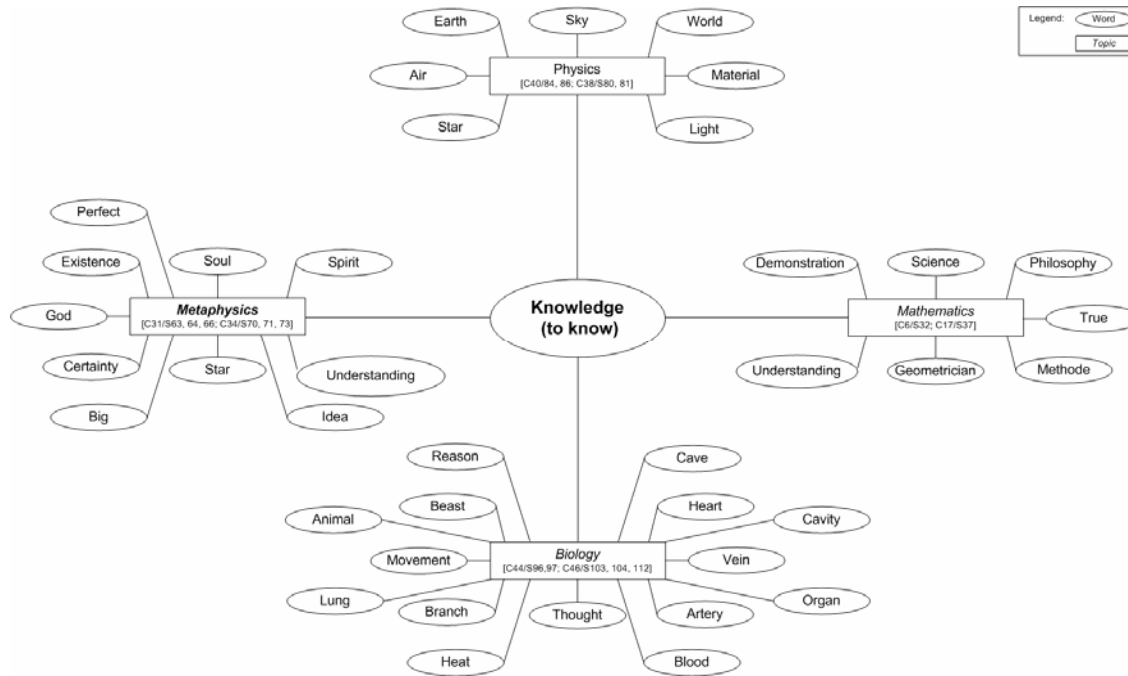 Earth
Sky
World
Legend:
Word
Topic
Air
Physics
[C40/84, 86; C38/S80, 81]
Material
Star
Light
Perfect
Existence
Soul
Spirit
God
Metaphysics
[C31/S63, 64, 66; C34/S70, 71, 73]
Certainty
Star
Understanding
Big
Idea
Knowledge
(to know)
Demonstration
Science
Philosophy
Mathematics
[C6/S32; C17/S37]
True
Understanding
Geometrician
Methode
Reason
Cave
Beast
Heart
Animal
Cavity
Movement
Biology
[C44/S96,97; C46/S103, 104, 112]
Vein
Lung
Branch
Thought
Artery
Organ
Heat
Blood